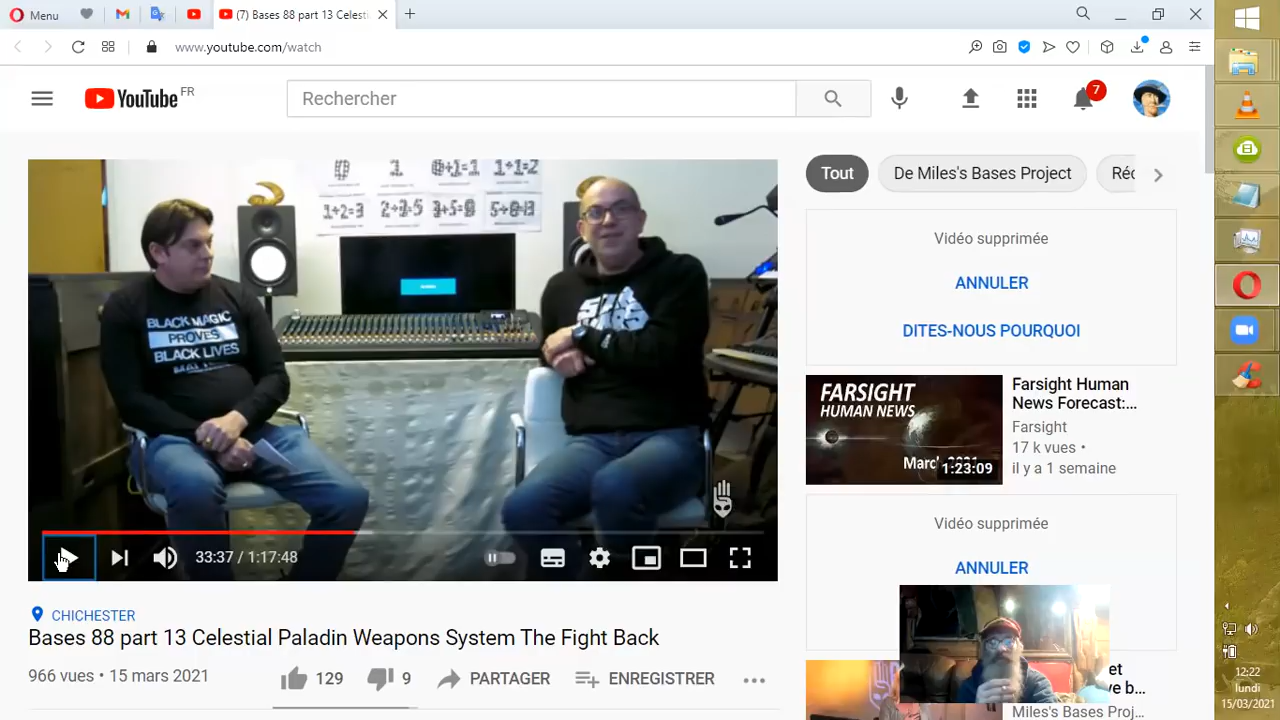 Menu
(7) Bases 88 part 13 Celesti
www.youtube.com/watch
YouTube FR
Rechercher
7
0 1 0+1=1 1+1=2
1+2=3 2+3=5 3+5=8 5+8=13
BLACK MAGIC
PROVES
BLACK LIVES
33:37 / 1:17:48
CHICHESTER
Bases 88 part 13 Celestial Paladin Weapons System The Fight Back
966 vues • 15 mars 2021
129
9
PARTAGER
ENREGISTRER
Tout
De Miles's Bases Project
Réc
Vidéo supprimée
ANNULER
DITES-NOUS POURQUOI
FARSIGHT
HUMAN NEWS
1:23:09
Farsight Human
News Forecast:...
Farsight
17 k vues •
il y a 1 semaine
Vidéo supprimée
ANNULER
et
ve b...
Miles's Bases Proj...
12:22
lundi
15/03/2021